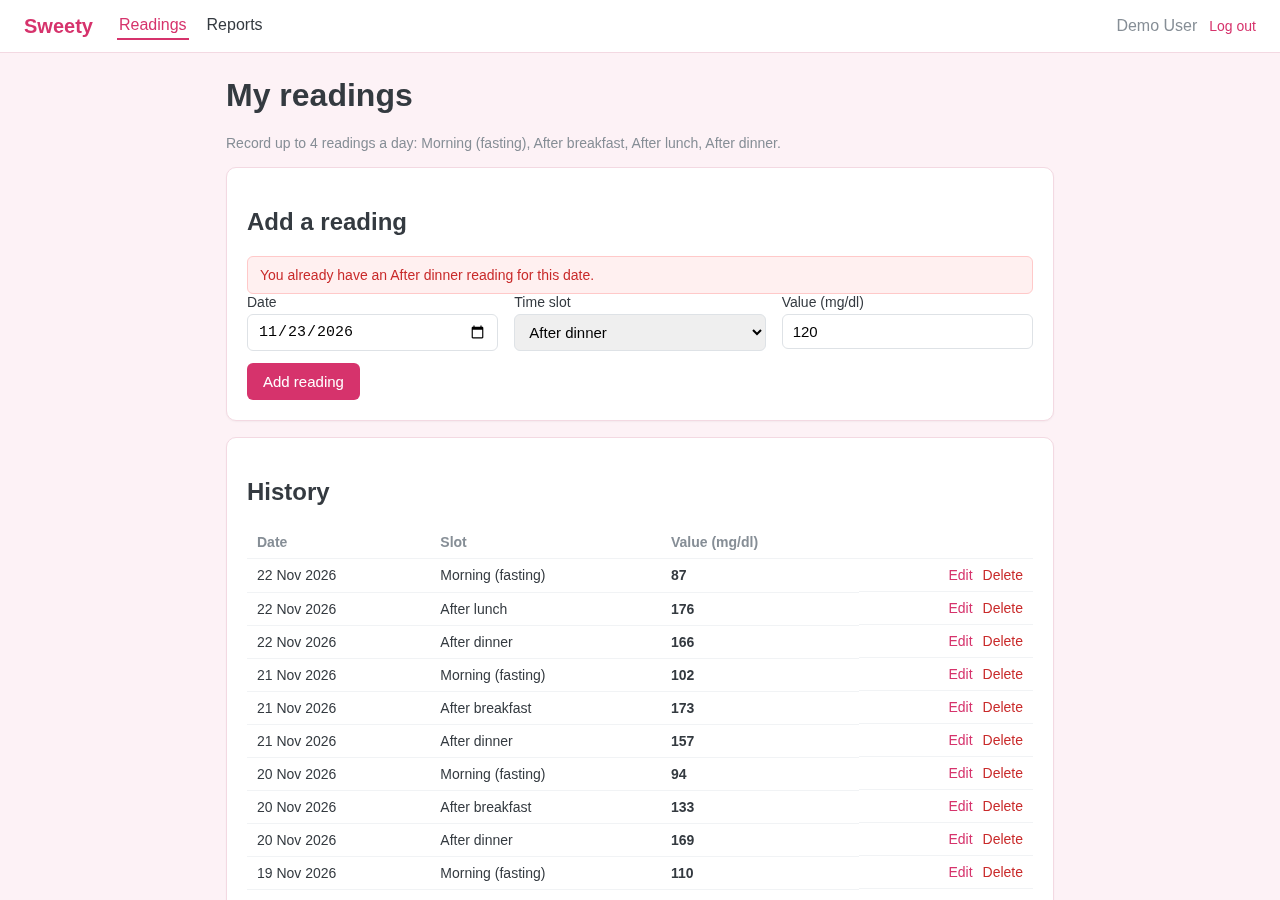 Sweety Readings Reports Demo User Log out
My readings
Record up to 4 readings a day: Morning (fasting), After breakfast, After lunch, After dinner.
Add a reading
You already have an After dinner reading for this date.
Date Time slot Value (mg/dl)
11/23/2026 After dinner 120
Add reading
History
Date Slot Value (mg/dl)
22 Nov 2026 Morning (fasting) 87 Edit Delete
22 Nov 2026 After lunch 176 Edit Delete
22 Nov 2026 After dinner 166 Edit Delete
21 Nov 2026 Morning (fasting) 102 Edit Delete
21 Nov 2026 After breakfast 173 Edit Delete
21 Nov 2026 After dinner 157 Edit Delete
20 Nov 2026 Morning (fasting) 94 Edit Delete
20 Nov 2026 After breakfast 133 Edit Delete
20 Nov 2026 After dinner 169 Edit Delete
19 Nov 2026 Morning (fasting) 110 Edit Delete